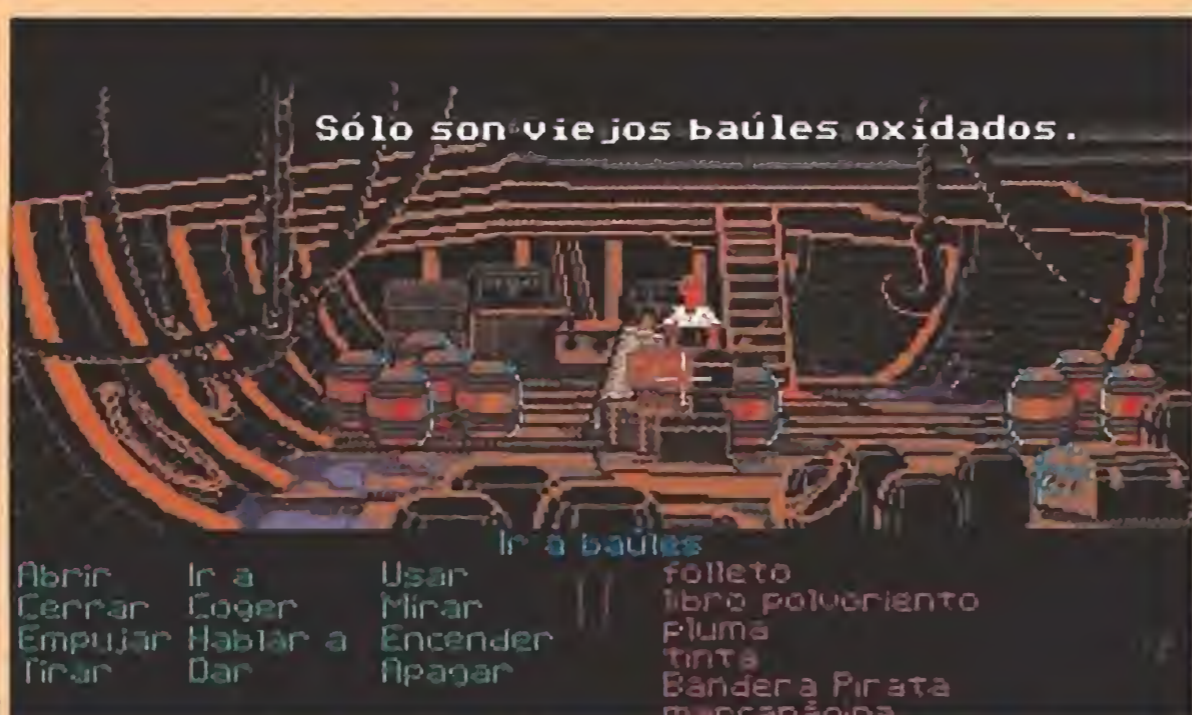 Sólo son viejos baúles oxidados.
Ir a baúles
Abrir Ir a Usar
Cerrar Coger Mirar
Empujar Hablar a Encender
Tirar Dar Apagar
folleto
libro polvoriento
pluma
tinta
Bandera Pirata